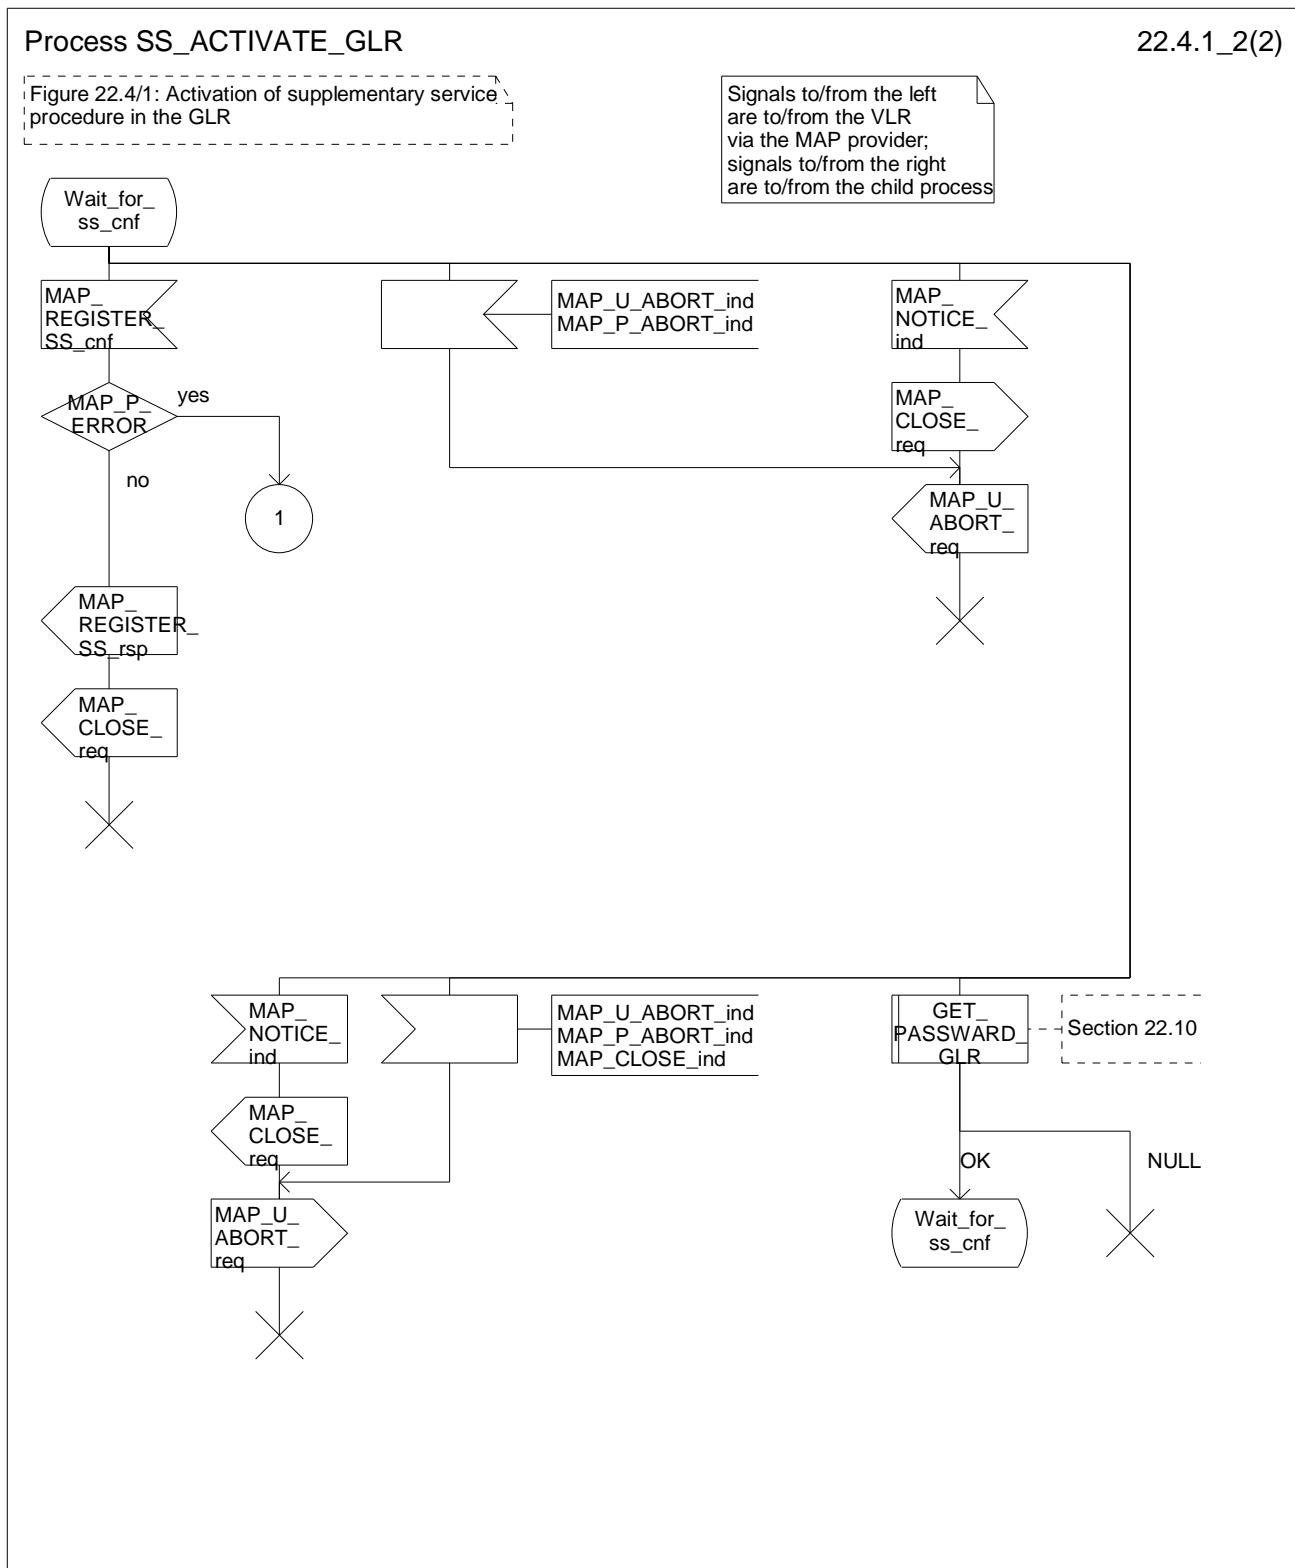 Process SS_ACTIVATE_GLR
22.4.1_2(2)
Figure 22.4/1: Activation of supplementary service
procedure in the GLR
Signals to/from the left
are to/from the VLR
via the MAP provider;
signals to/from the right
are to/from the child process
Wait_for_
ss_cnf
MAP_
REGISTER_
SS_cnf
MAP_U_ABORT_ind
MAP_P_ABORT_ind
MAP_
NOTICE_
ind
MAP_P_
ERROR
yes
no
1
MAP_
CLOSE_
req
MAP_U_
ABORT_
req
MAP_
REGISTER_
SS_rsp
MAP_
CLOSE_
req
MAP_
NOTICE_
ind
MAP_U_ABORT_ind
MAP_P_ABORT_ind
MAP_CLOSE_ind
GET_
PASSWARD_
GLR
Section 22.10
MAP_
CLOSE_
req
OK
NULL
MAP_U_
ABORT_
req
Wait_for_
ss_cnf